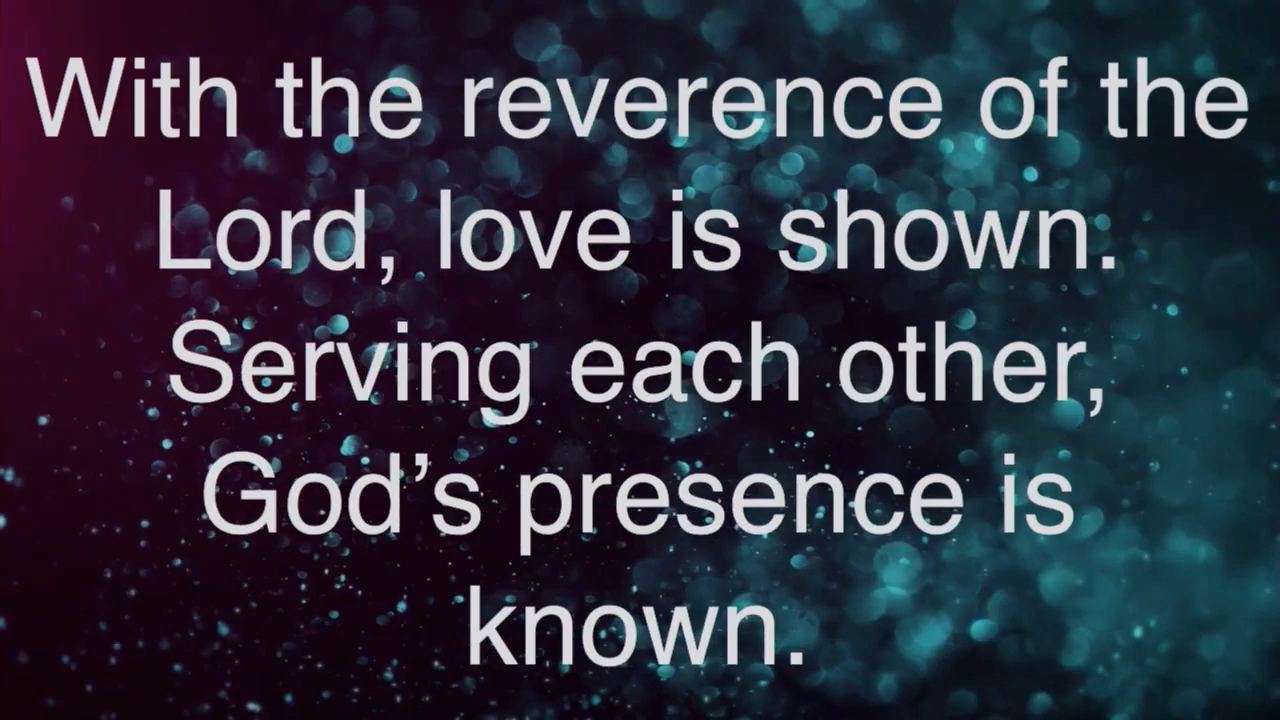 With the reverence of the
Lord, love is shown.
Serving each other,
God’s presence is
known.